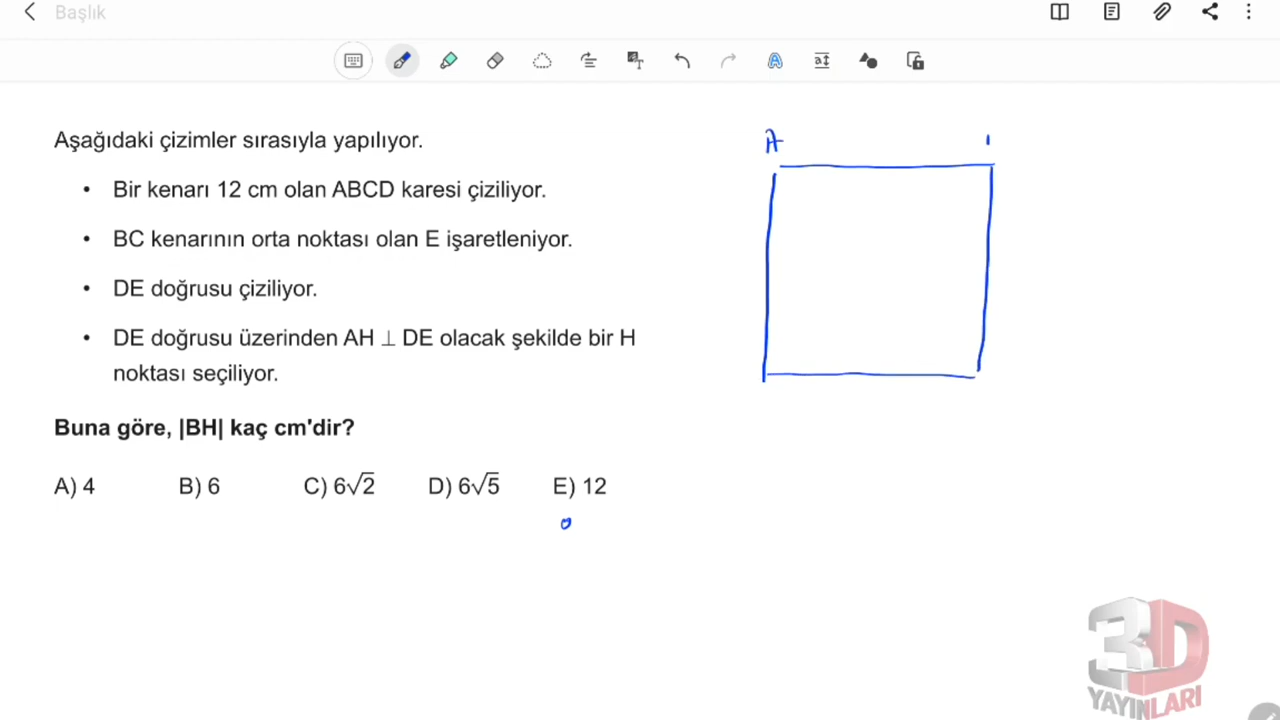 Başlık
Aşağıdaki çizimler sırasıyla yapılıyor.
• Bir kenarı 12 cm olan ABCD karesi çiziliyor.
• BC kenarının orta noktası olan E işaretleniyor.
• DE doğrusu çiziliyor.
• DE doğrusu üzerinden AH ⊥ DE olacak şekilde bir H
noktası seçiliyor.
Buna göre, |BH| kaç cm'dir?
A) 4 B) 6 C) 6√2 D) 6√5 E) 12
A
3D
YAYINLARI